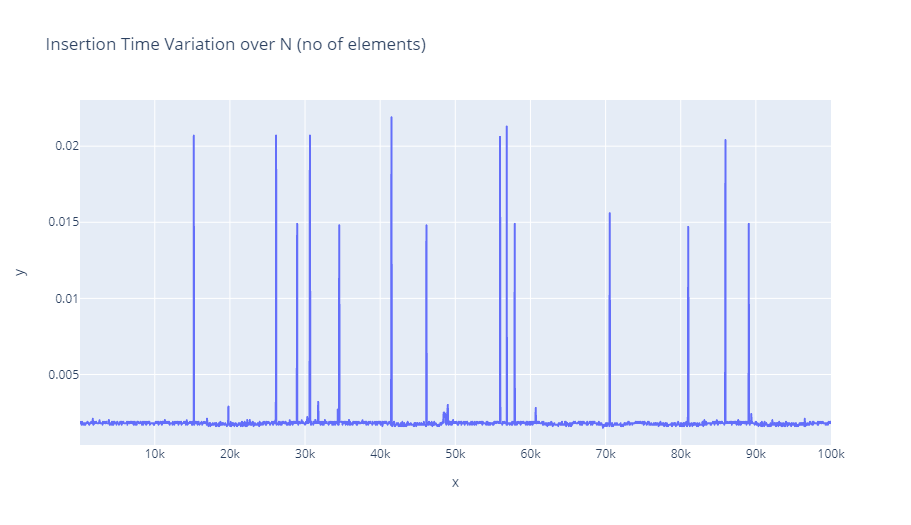 Insertion Time Variation over N (no of elements)
y
0.02
0.015
0.01
0.005
10k 20k 30k 40k 50k 60k 70k 80k 90k 100k
x